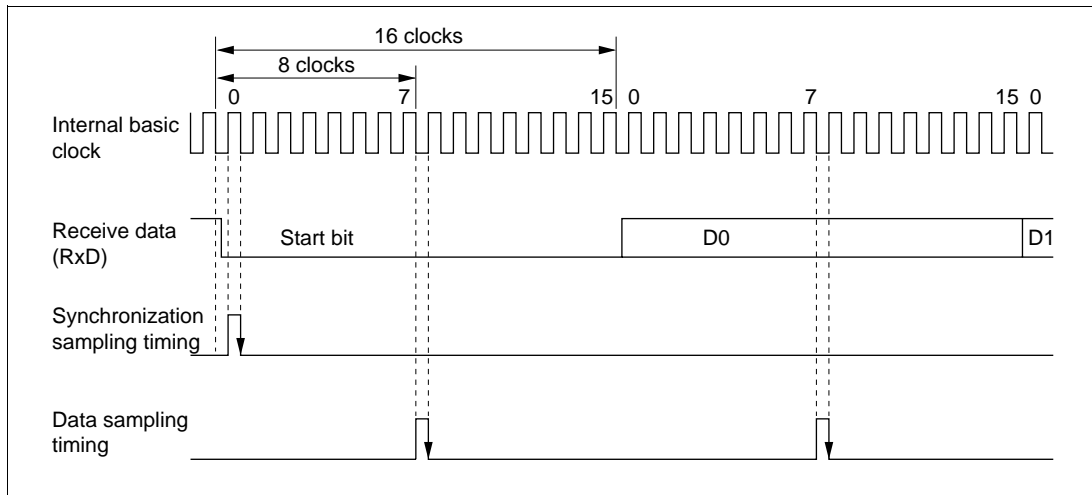 16 clocks
8 clocks
0 7 15 0 7 15 0
Internal basic
clock
Receive data
(RxD)
Start bit D0 D1
Synchronization
sampling timing
Data sampling
timing